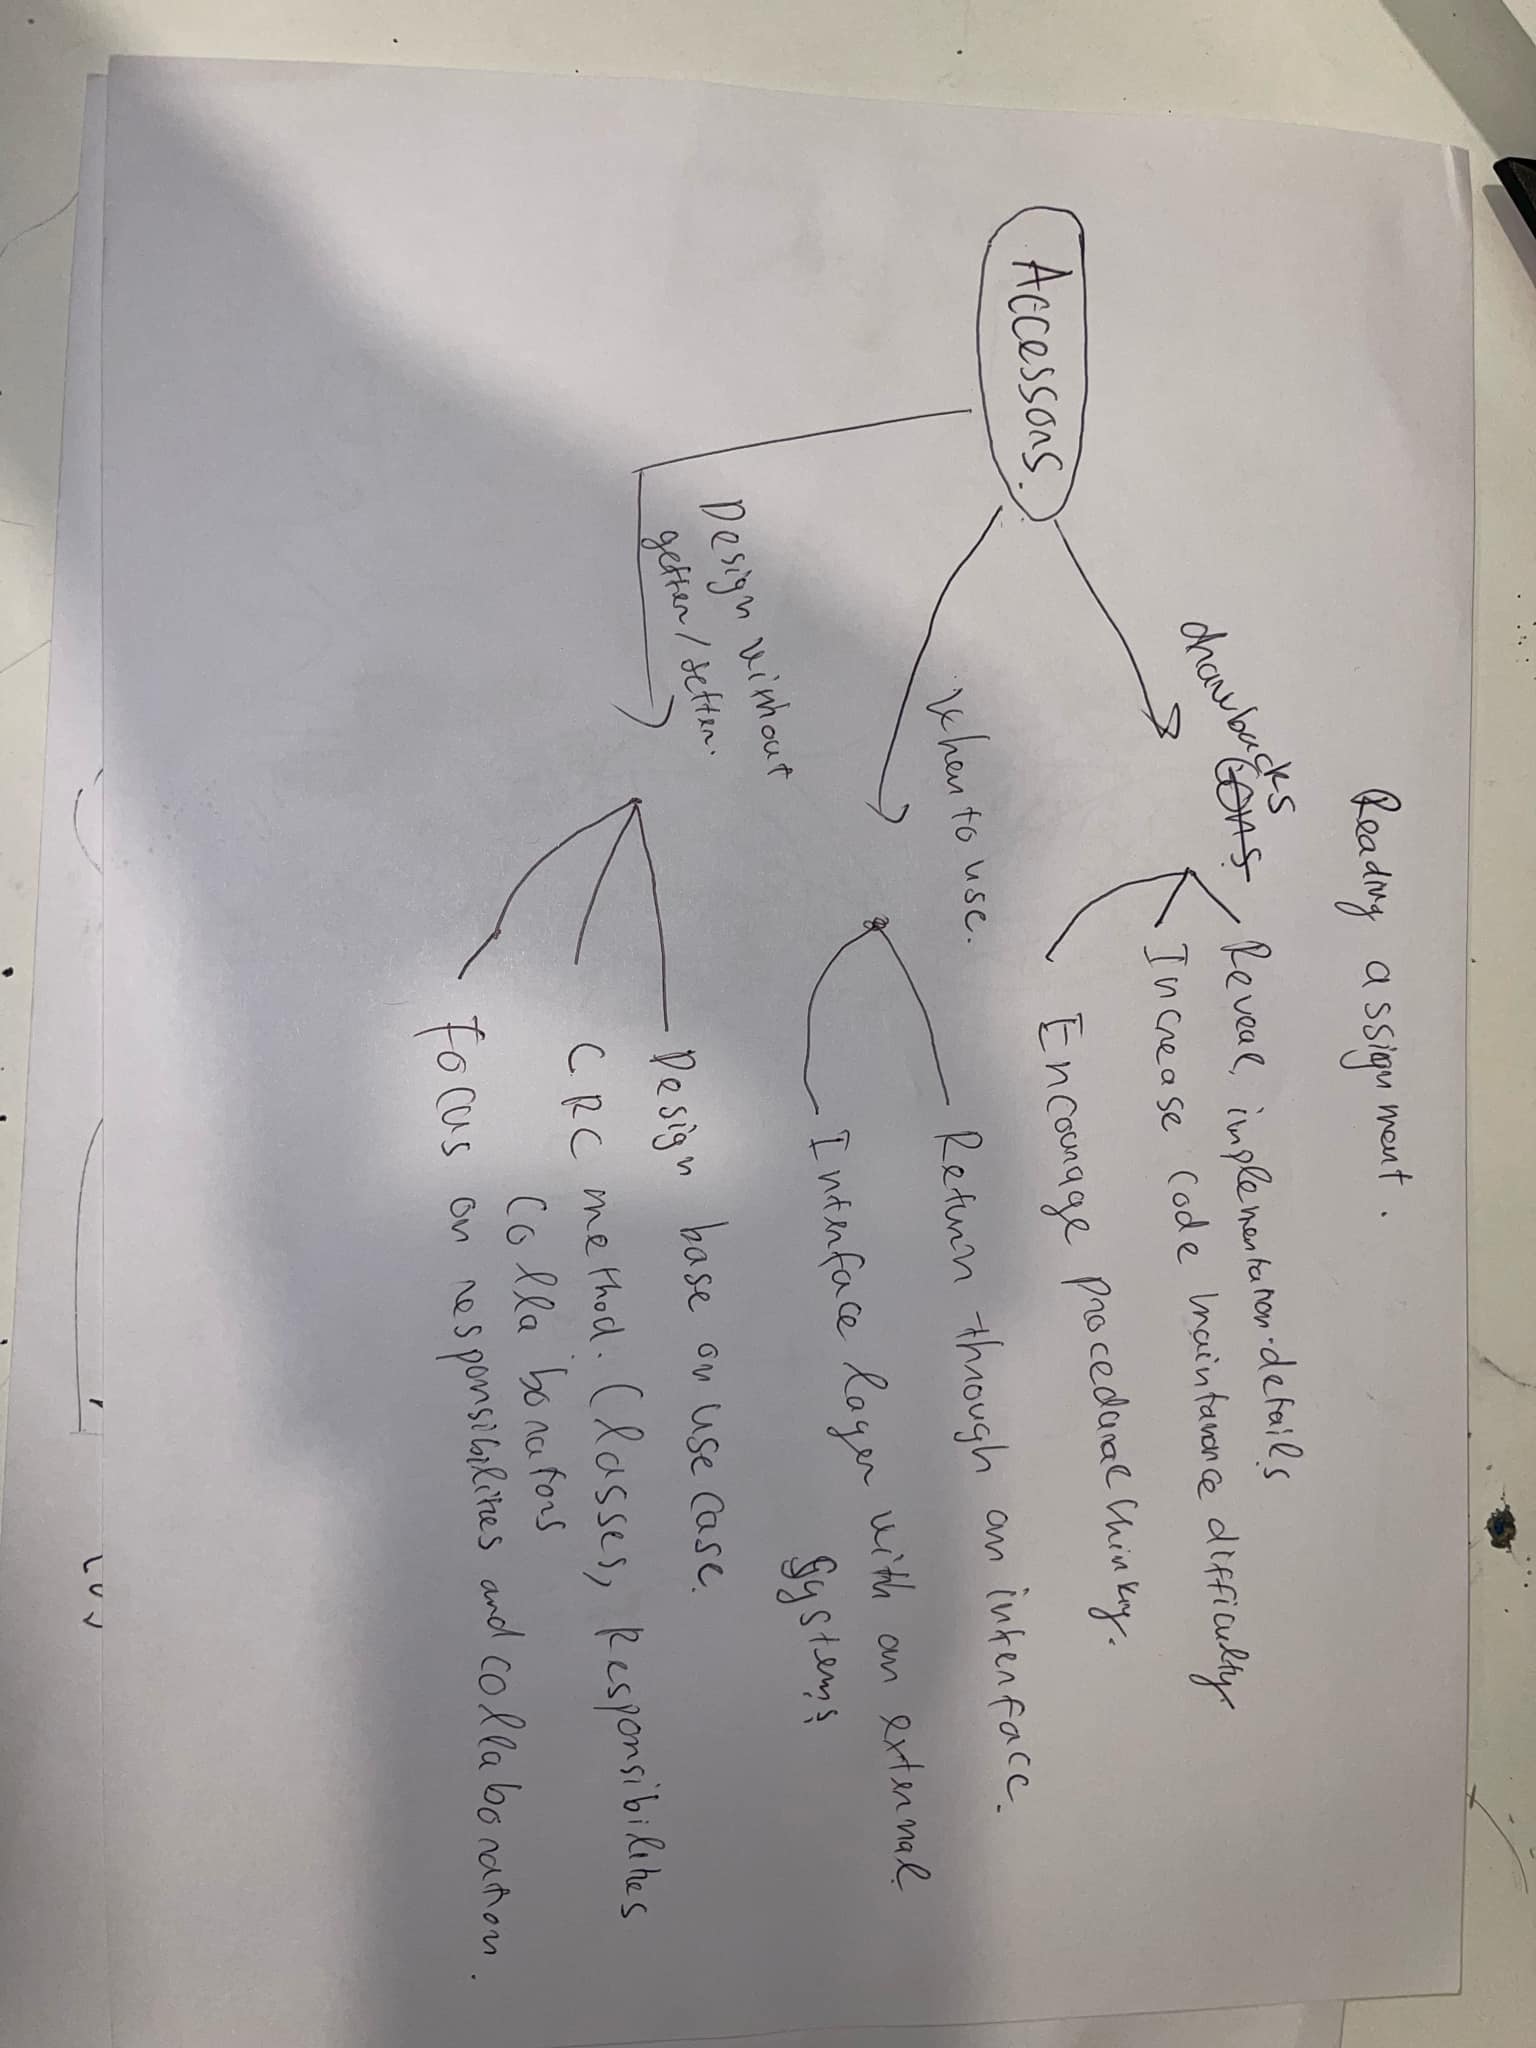 Reading assignment.
drawbacks
Cons
Reveal implementation details
Increase code maintanance difficulty
Encourage procedural thinking.
Accessors.
When to use.
Return through an interface.
Interface layer with an external
Systems
Design without
getter/setter.
Design base on use case.
CRC method. Classes, Responsibilities
Collaborators
Focus on responsibilities and collaboration.